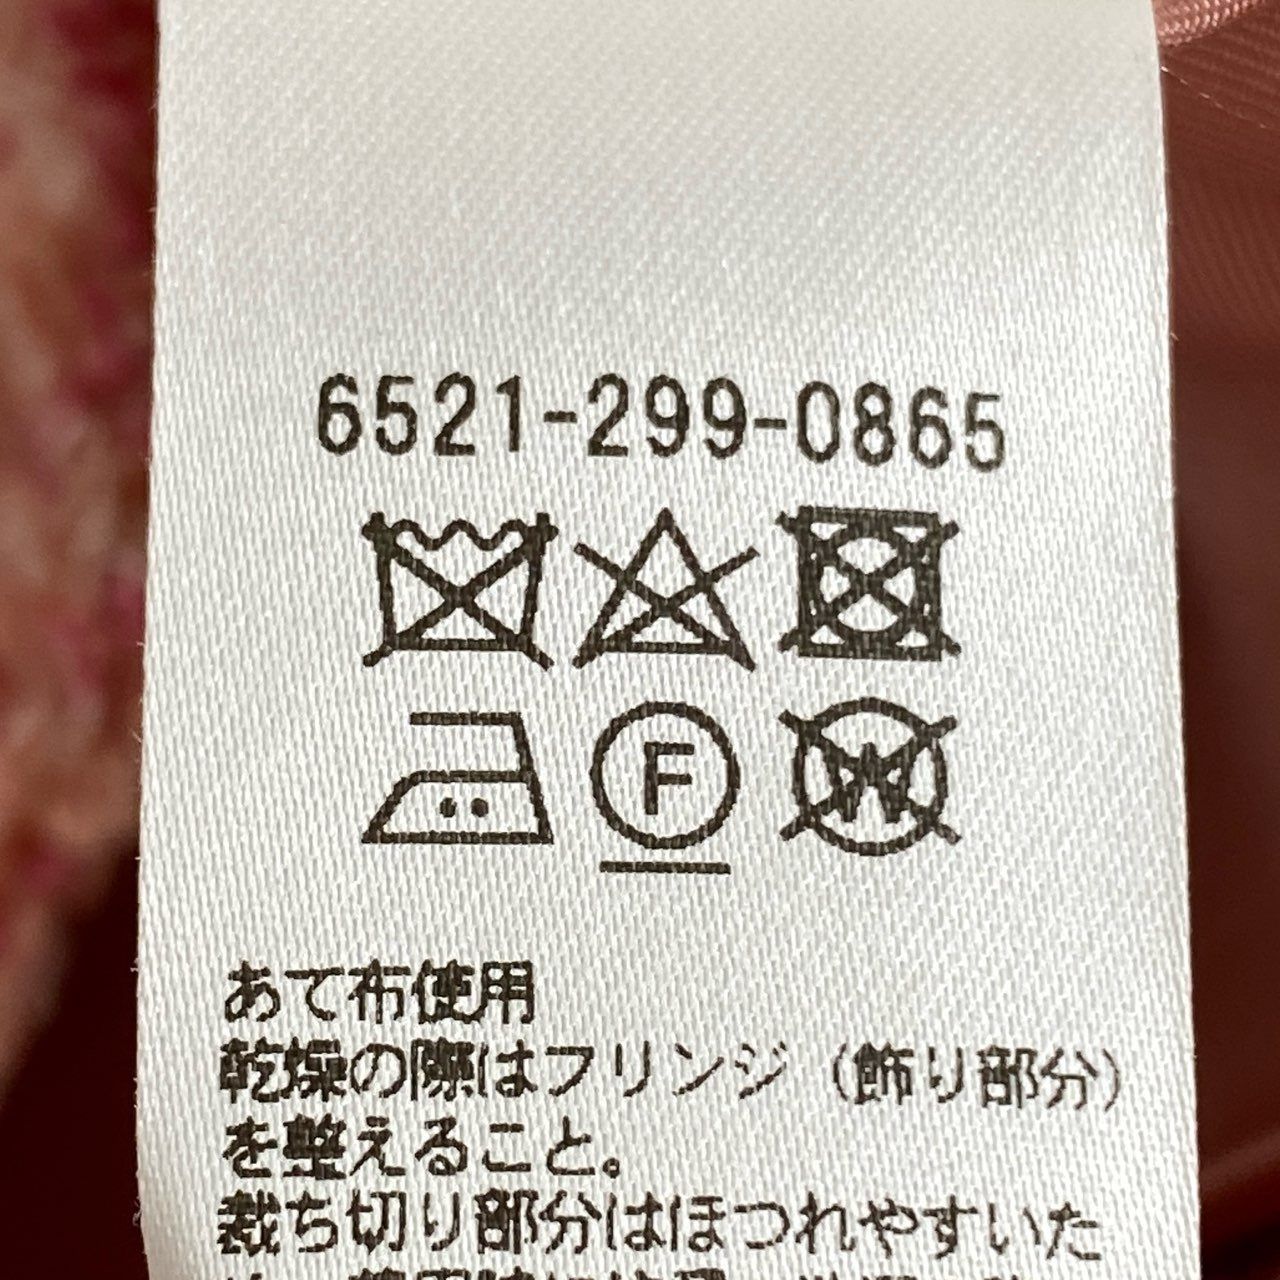 6521-299-0865
F
W
あて布使用
乾燥の際はフリンジ（飾り部分）
を整えること。
裁ち切り部分はほつれやすいた